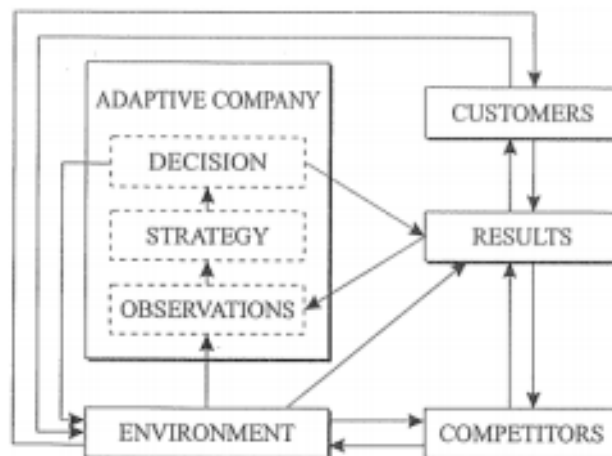 ADAPTIVE COMPANY
CUSTOMERS
DECISION
STRATEGY
RESULTS
OBSERVATIONS
ENVIRONMENT
COMPETITORS